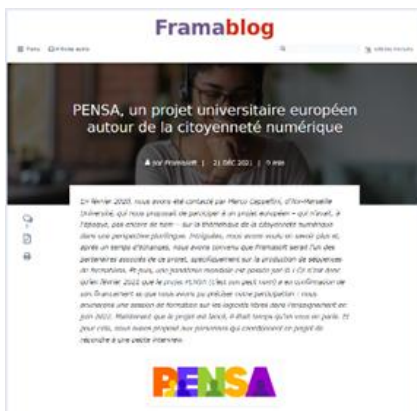 Framablog
Menu
PENSA, un projet universitaire européen
autour de la citoyenneté numérique
par Framasoft | 21 DÉC 2021 | 9 min
En février 2020, nous avons été contacté par Marco Cappellini, d'Aix-Marseille
Université, qui nous proposait de participer à un projet européen – qui n'avait, à
l'époque, pas encore de nom – sur la thématique de la citoyenneté numérique
dans une perspective plurilingue. Intrigué·es, nous avons voulu en savoir plus et,
après un temps d'échanges, nous avons convenu que Framasoft serait l'un des
partenaires associés de ce projet, spécifiquement sur la production de séquences
de formations. Et puis, une pandémie mondiale est passée par là ! Ce n'est donc
qu'en février 2021 que le projet PENSA (c'est son petit nom) a eu confirmation de
son financement et que nous avons pu préciser notre participation : nous
animerons une session de formation sur les logiciels libres dans l'enseignement en
juin 2022. Maintenant que le projet est lancé, il était temps qu'on vous en parle. Et
pour cela, nous avons proposé aux personnes qui coordonnent ce projet de
répondre à une petite interview.
PENSA